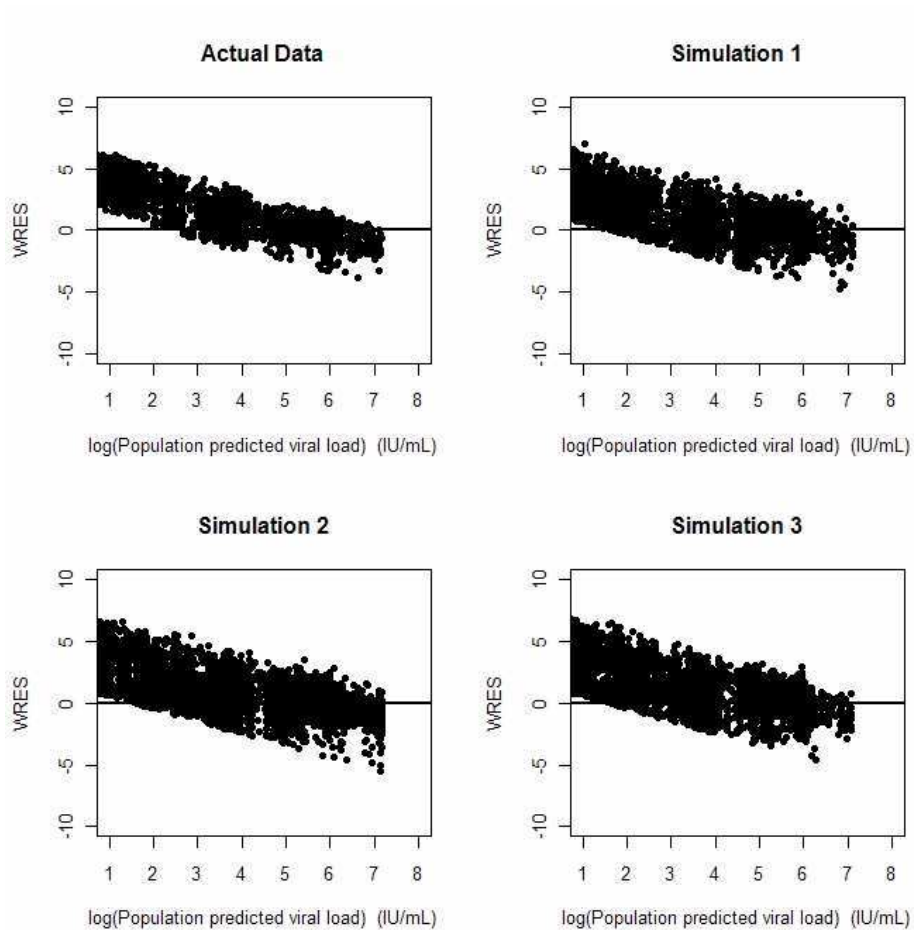 Actual Data
10
5
0
-5
-10
WRES
1 2 3 4 5 6 7 8
log(Population predicted viral load) (IU/mL)
Simulation 1
10
5
0
-5
-10
WRES
1 2 3 4 5 6 7 8
log(Population predicted viral load) (IU/mL)
Simulation 2
10
5
0
-5
-10
WRES
1 2 3 4 5 6 7 8
log(Population predicted viral load) (IU/mL)
Simulation 3
10
5
0
-5
-10
WRES
1 2 3 4 5 6 7 8
log(Population predicted viral load) (IU/mL)